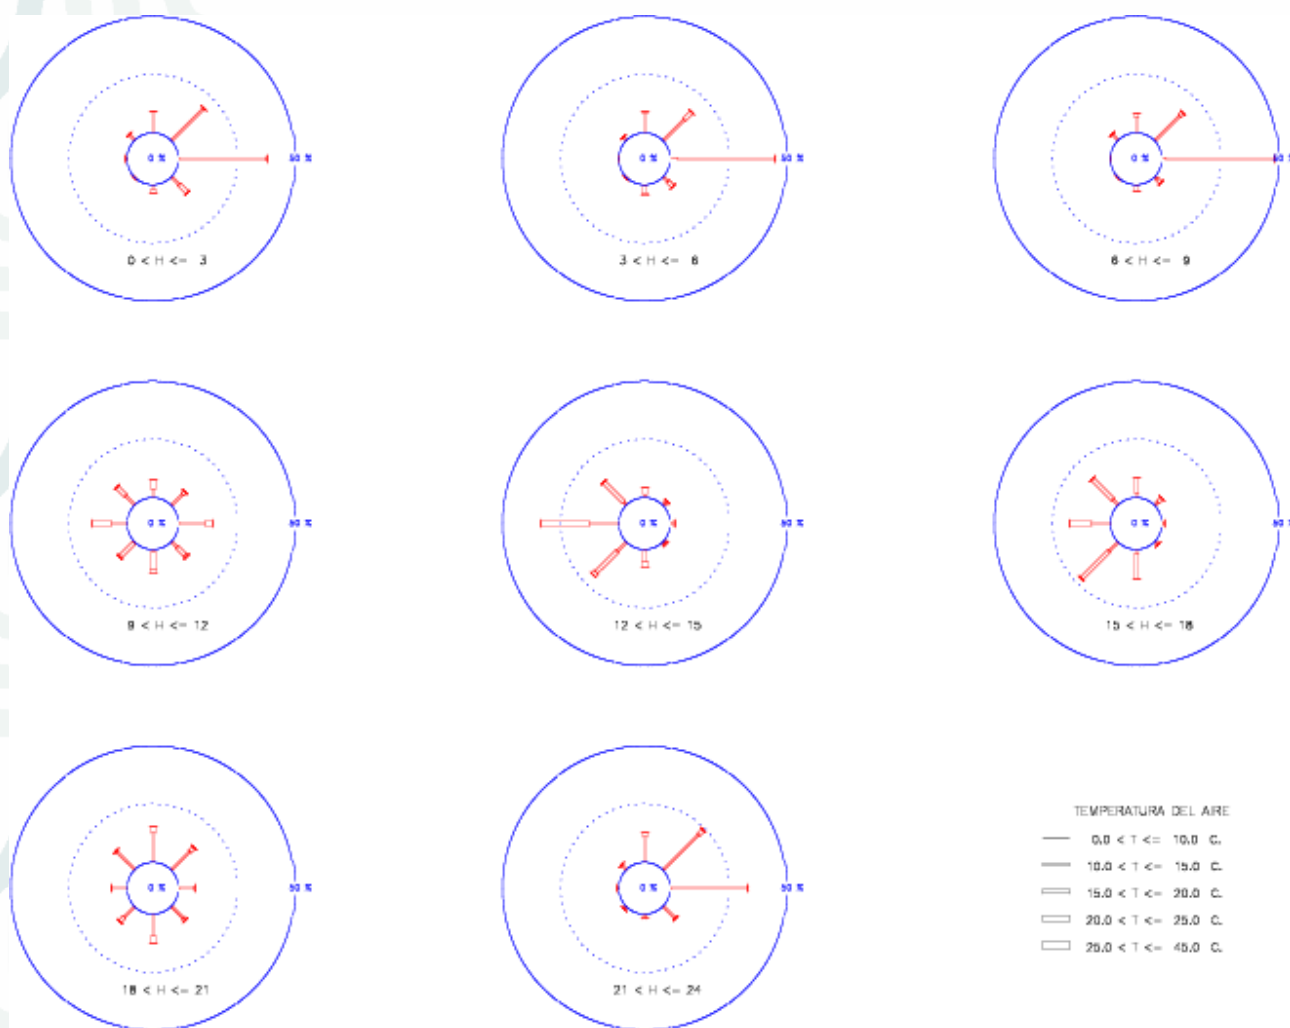 0 %
50 %
0 < H <= 3
0 %
50 %
3 < H <= 6
0 %
50
6 < H <= 9
0 %
50 %
9 < H <= 12
0 %
50 %
12 < H <= 15
0 %
50
15 < H <= 18
0 %
50 %
18 < H <= 21
0 %
50 %
21 < H <= 24
TEMPERATURA DEL AIRE
0.0 < T <= 10.0 C.
10.0 < T <= 15.0 C.
15.0 < T <= 20.0 C.
20.0 < T <= 25.0 C.
25.0 < T <= 45.0 C.